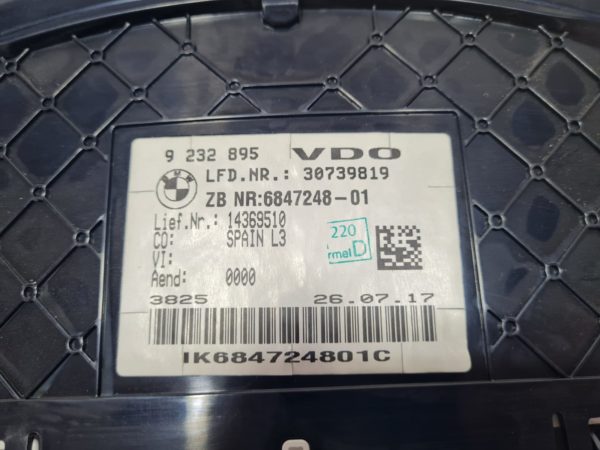 9 232 895 VDO
LFD.NR.: 30739819
ZB NR:6847248-01
Lief.Nr.: 14369510
CO: SPAIN L3
VI:
Aend: 0000
220
D
3825 26.07.17
IK684724801C